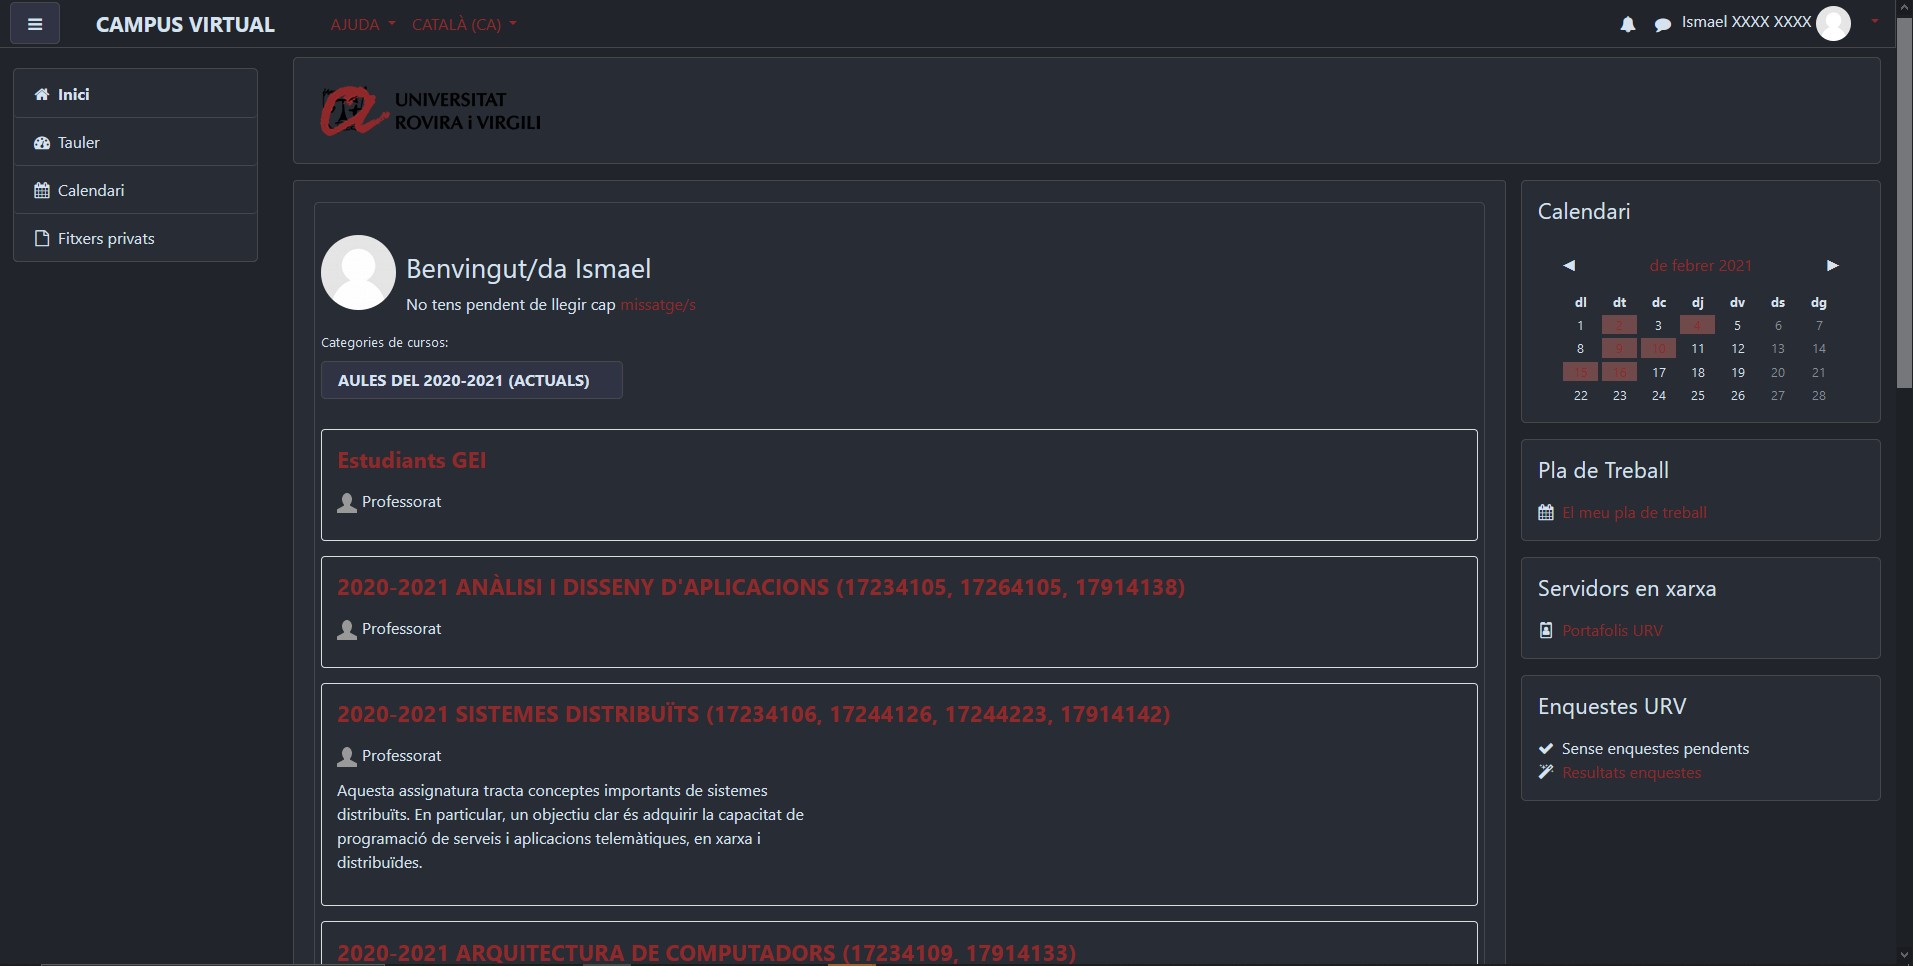 CAMPUS VIRTUAL
AJUDA
CATALÀ (CA)
Ismael XXXX XXXX
Inici
Tauler
Calendari
Fitxers privats
UNIVERSITAT
ROVIRA i VIRGILI
Benvingut/da Ismael
No tens pendent de llegir cap missatge/s
Categories de cursos:
AULES DEL 2020-2021 (ACTUALS)
Estudiants GEI
Professorat
2020-2021 ANÀLISI I DISSENY D'APLICACIONS (17234105, 17264105, 17914138)
Professorat
2020-2021 SISTEMES DISTRIBUÏTS (17234106, 17244126, 17244223, 17914142)
Professorat
Aquesta assignatura tracta conceptes importants de sistemes
distribuïts. En particular, un objectiu clar és adquirir la capacitat de
programació de serveis i aplicacions telemàtiques, en xarxa i
distribuïdes.
2020-2021 ARQUITECTURA DE COMPUTADORS (17234109, 17914133)
Calendari
de febrer 2021
dl dt dc dj dv ds dg
1 2 3 4 5 6 7
8 9 10 11 12 13 14
15 16 17 18 19 20 21
22 23 24 25 26 27 28
Pla de Treball
El meu pla de treball
Servidors en xarxa
Portafolis URV
Enquestes URV
Sense enquestes pendents
Resultats enquestes